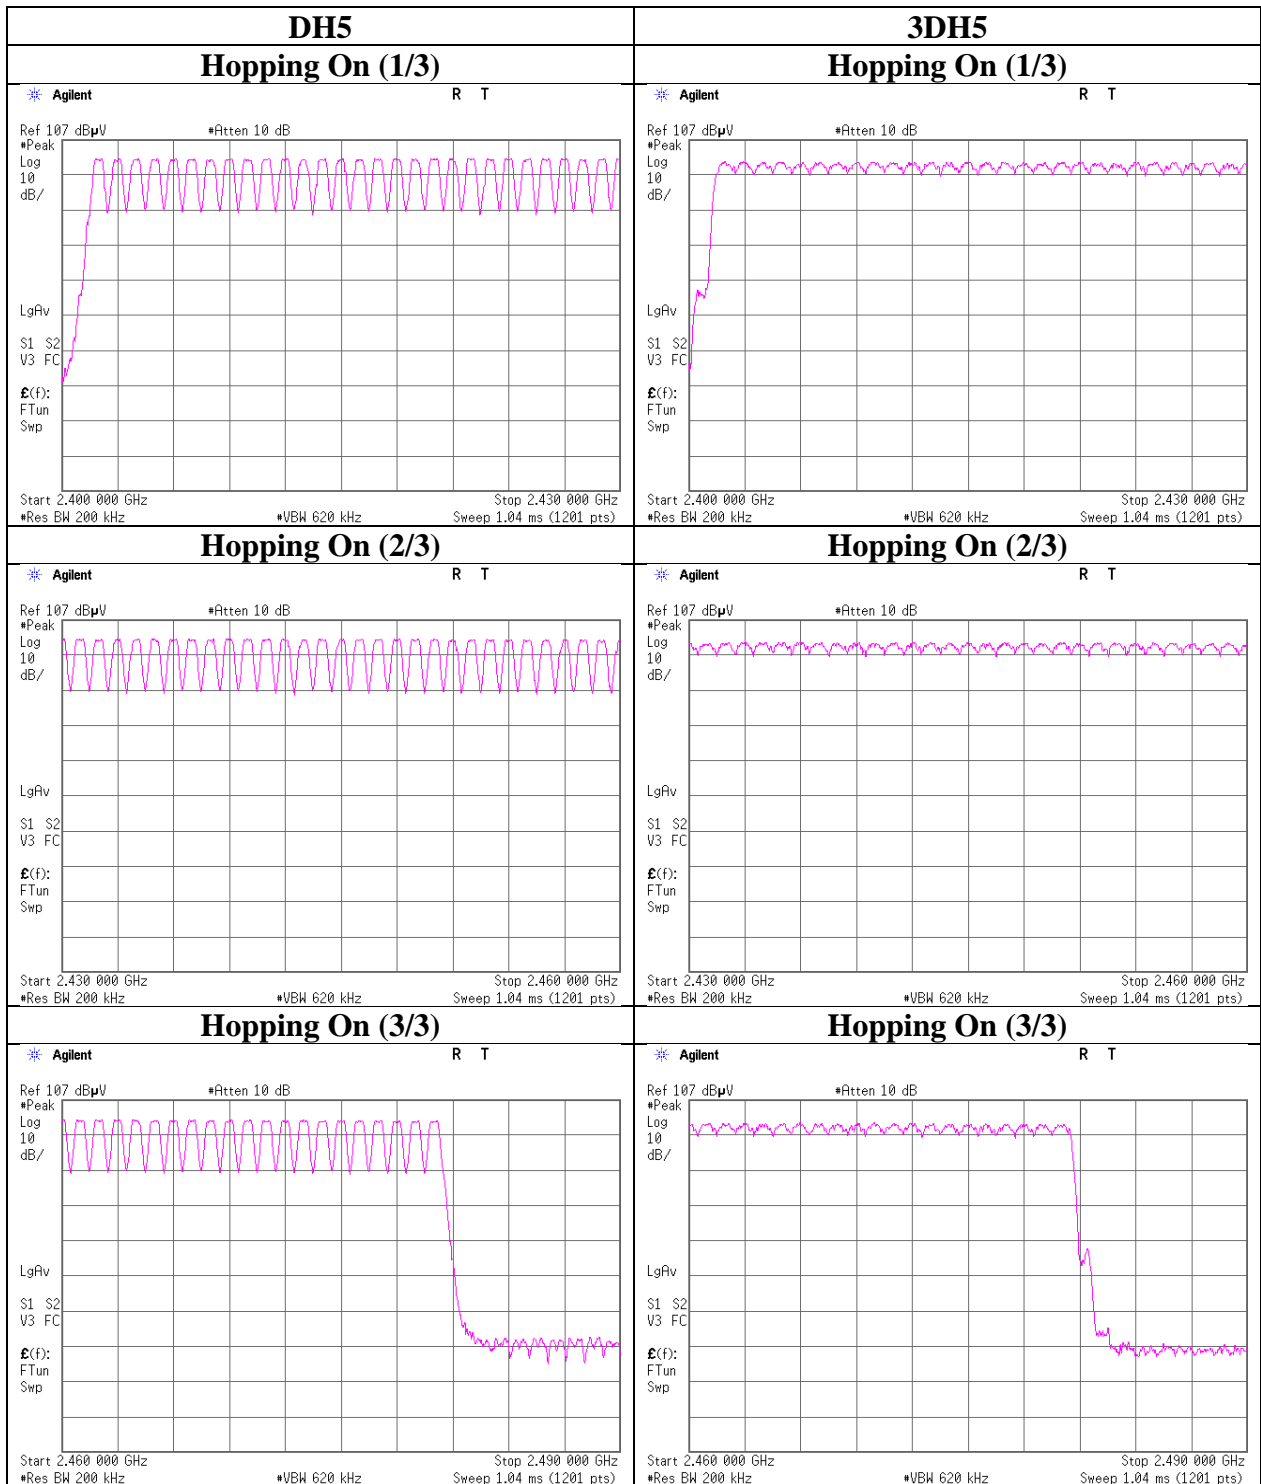 DH5 3DH5
Hopping On (1/3) Hopping On (1/3)
Agilent R T
Ref 107 dBµV #Atten 10 dB
#Peak
Log
10
dB/
LgAv
S1 S2
V3 FC
£(f):
FTun
Swp
Start 2.400 000 GHz Stop 2.430 000 GHz
#Res BW 200 kHz #VBW 620 kHz Sweep 1.04 ms (1201 pts)
Agilent R T
Ref 107 dBµV #Atten 10 dB
#Peak
Log
10
dB/
LgAv
S1 S2
V3 FC
£(f):
FTun
Swp
Start 2.400 000 GHz Stop 2.430 000 GHz
#Res BW 200 kHz #VBW 620 kHz Sweep 1.04 ms (1201 pts)
Hopping On (2/3) Hopping On (2/3)
Agilent R T
Ref 107 dBµV #Atten 10 dB
#Peak
Log
10
dB/
LgAv
S1 S2
V3 FC
£(f):
FTun
Swp
Start 2.430 000 GHz Stop 2.460 000 GHz
#Res BW 200 kHz #VBW 620 kHz Sweep 1.04 ms (1201 pts)
Agilent R T
Ref 107 dBµV #Atten 10 dB
#Peak
Log
10
dB/
LgAv
S1 S2
V3 FC
£(f):
FTun
Swp
Start 2.430 000 GHz Stop 2.460 000 GHz
#Res BW 200 kHz #VBW 620 kHz Sweep 1.04 ms (1201 pts)
Hopping On (3/3) Hopping On (3/3)
Agilent R T
Ref 107 dBµV #Atten 10 dB
#Peak
Log
10
dB/
LgAv
S1 S2
V3 FC
£(f):
FTun
Swp
Start 2.460 000 GHz Stop 2.490 000 GHz
#Res BW 200 kHz #VBW 620 kHz Sweep 1.04 ms (1201 pts)
Agilent R T
Ref 107 dBµV #Atten 10 dB
#Peak
Log
10
dB/
LgAv
S1 S2
V3 FC
£(f):
FTun
Swp
Start 2.460 000 GHz Stop 2.490 000 GHz
#Res BW 200 kHz #VBW 620 kHz Sweep 1.04 ms (1201 pts)